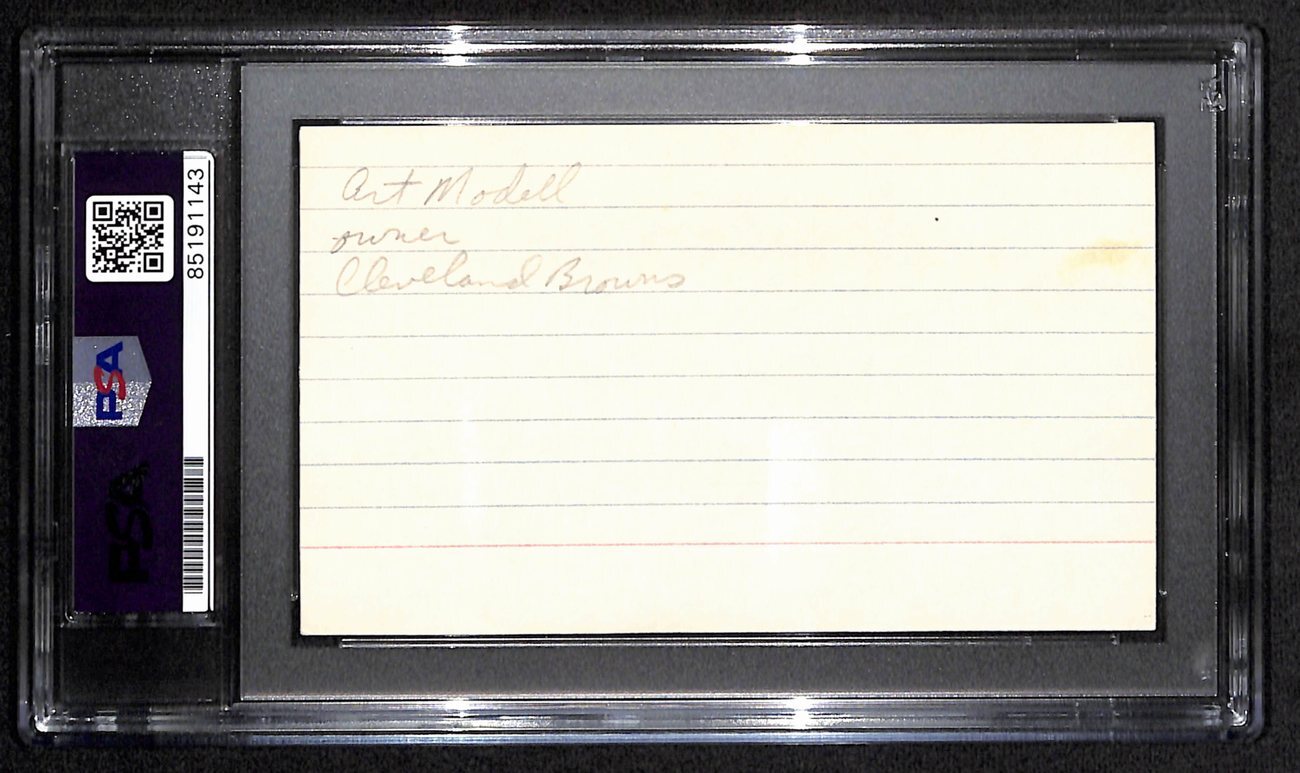 Art Modell
owner
Cleveland Browns
85191143
PSA
PSA